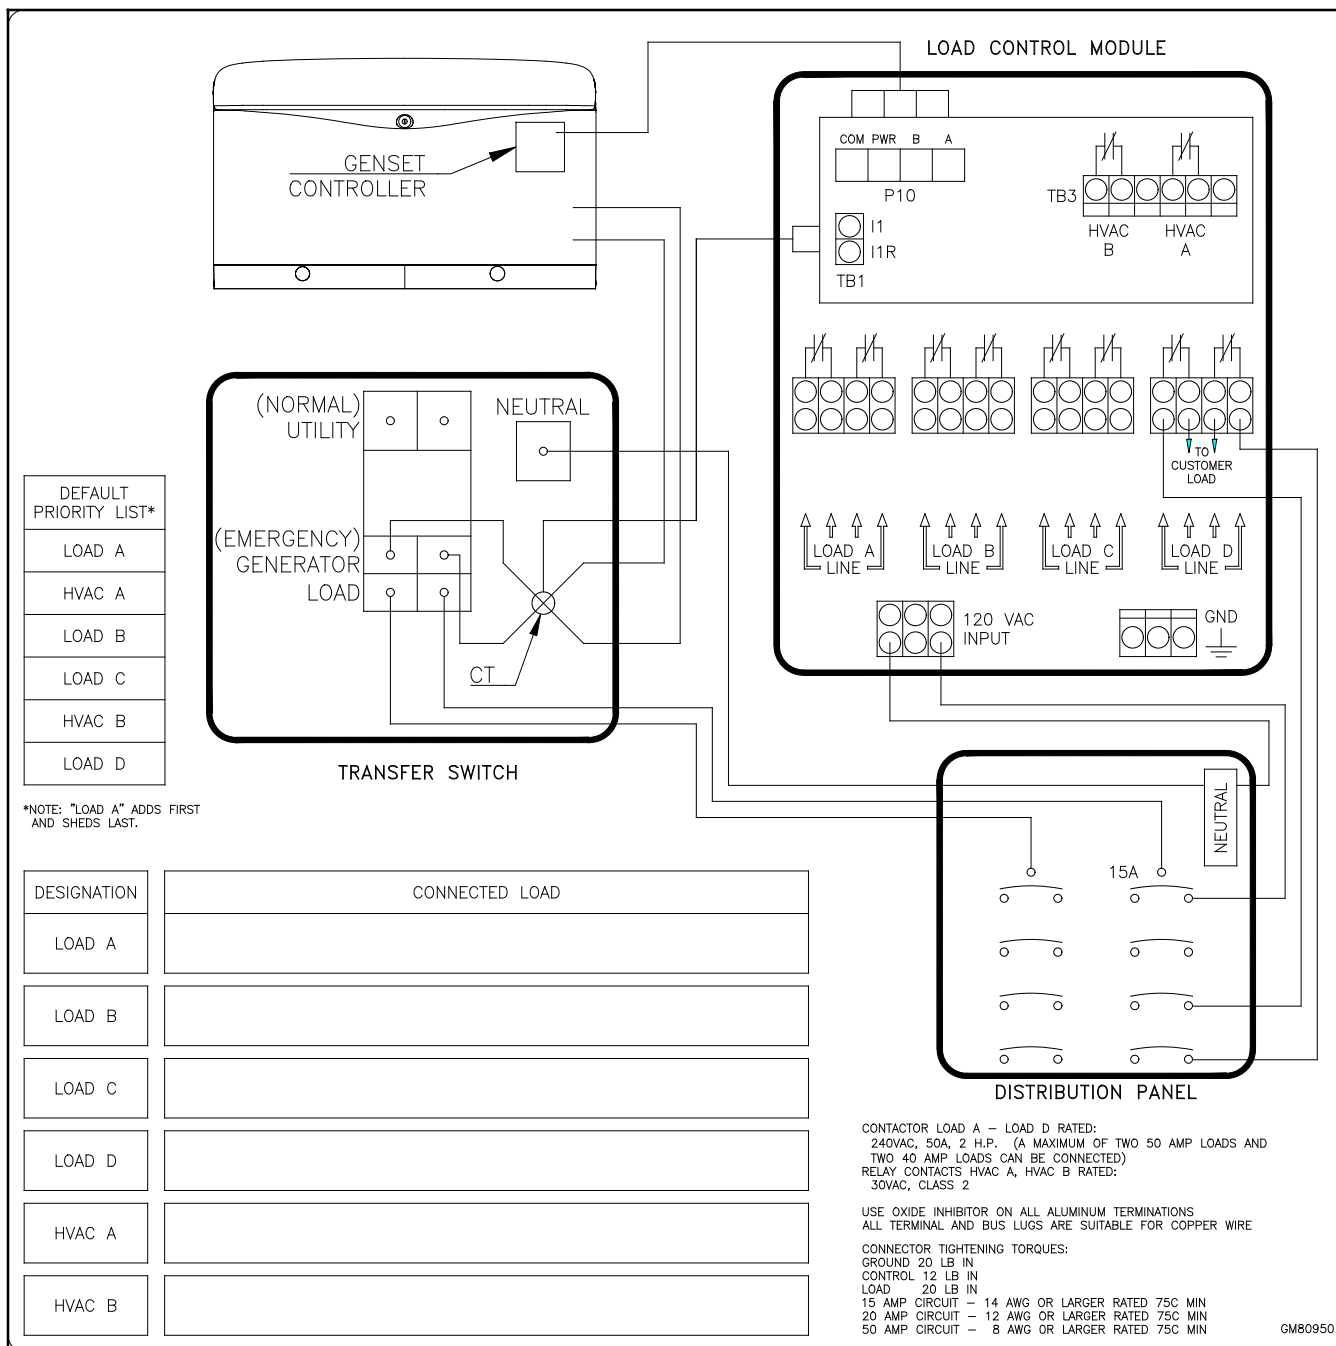 LOAD CONTROL MODULE
GENSET
CONTROLLER
COM PWR B A
P10
I1
I1R
TB1
TB3
HVAC
B
HVAC
A
(NORMAL)
UTILITY
NEUTRAL
(EMERGENCY)
GENERATOR
LOAD
CT
TRANSFER SWITCH
TO
CUSTOMER
LOAD
LOAD A
LINE
LOAD B
LINE
LOAD C
LINE
LOAD D
LINE
120 VAC
INPUT
GND
DEFAULT
PRIORITY LIST*
LOAD A
HVAC A
LOAD B
LOAD C
HVAC B
LOAD D
*NOTE: "LOAD A" ADDS FIRST
AND SHEDS LAST.
NEUTRAL
15A
DISTRIBUTION PANEL
DESIGNATION
CONNECTED LOAD
LOAD A
LOAD B
LOAD C
LOAD D
HVAC A
HVAC B
CONTACTOR LOAD A – LOAD D RATED:
240VAC, 50A, 2 H.P. (A MAXIMUM OF TWO 50 AMP LOADS AND
TWO 40 AMP LOADS CAN BE CONNECTED)
RELAY CONTACTS HVAC A, HVAC B RATED:
30VAC, CLASS 2
USE OXIDE INHIBITOR ON ALL ALUMINUM TERMINATIONS
ALL TERMINAL AND BUS LUGS ARE SUITABLE FOR COPPER WIRE
CONNECTOR TIGHTENING TORQUES:
GROUND 20 LB IN
CONTROL 12 LB IN
LOAD 20 LB IN
15 AMP CIRCUIT – 14 AWG OR LARGER RATED 75C MIN
20 AMP CIRCUIT – 12 AWG OR LARGER RATED 75C MIN
50 AMP CIRCUIT – 8 AWG OR LARGER RATED 75C MIN
GM80950